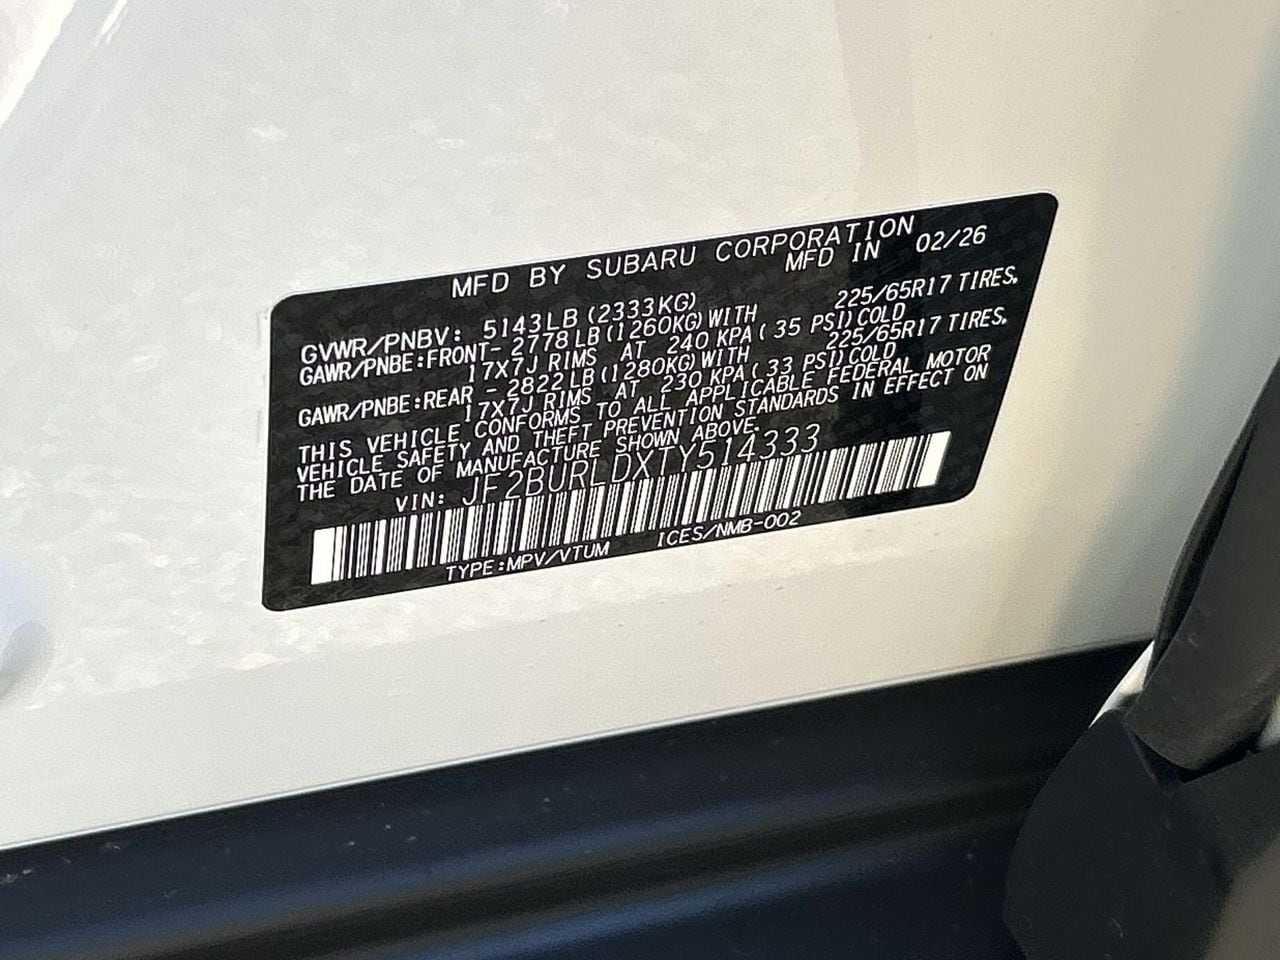 MFD BY SUBARU CORPORATION
MFD IN 02/26
GVWR/PNBV: 5143LB (2333KG)
GAWR/PNBE:FRONT- 2778LB(1260KG)WITH 225/65R17 TIRES,
17X7J RIMS AT 240 KPA( 35 PSI)COLD
GAWR/PNBE:REAR - 2822LB(1280KG)WITH 225/65R17 TIRES,
17X7J RIMS AT 230 KPA( 33 PSI)COLD
THIS VEHICLE CONFORMS TO ALL APPLICABLE FEDERAL MOTOR
VEHICLE SAFETY AND THEFT PREVENTION STANDARDS IN EFFECT ON
THE DATE OF MANUFACTURE SHOWN ABOVE.
VIN: JF2BURLDXTY514333
TYPE:MPV/VTUM ICES/NMB-002